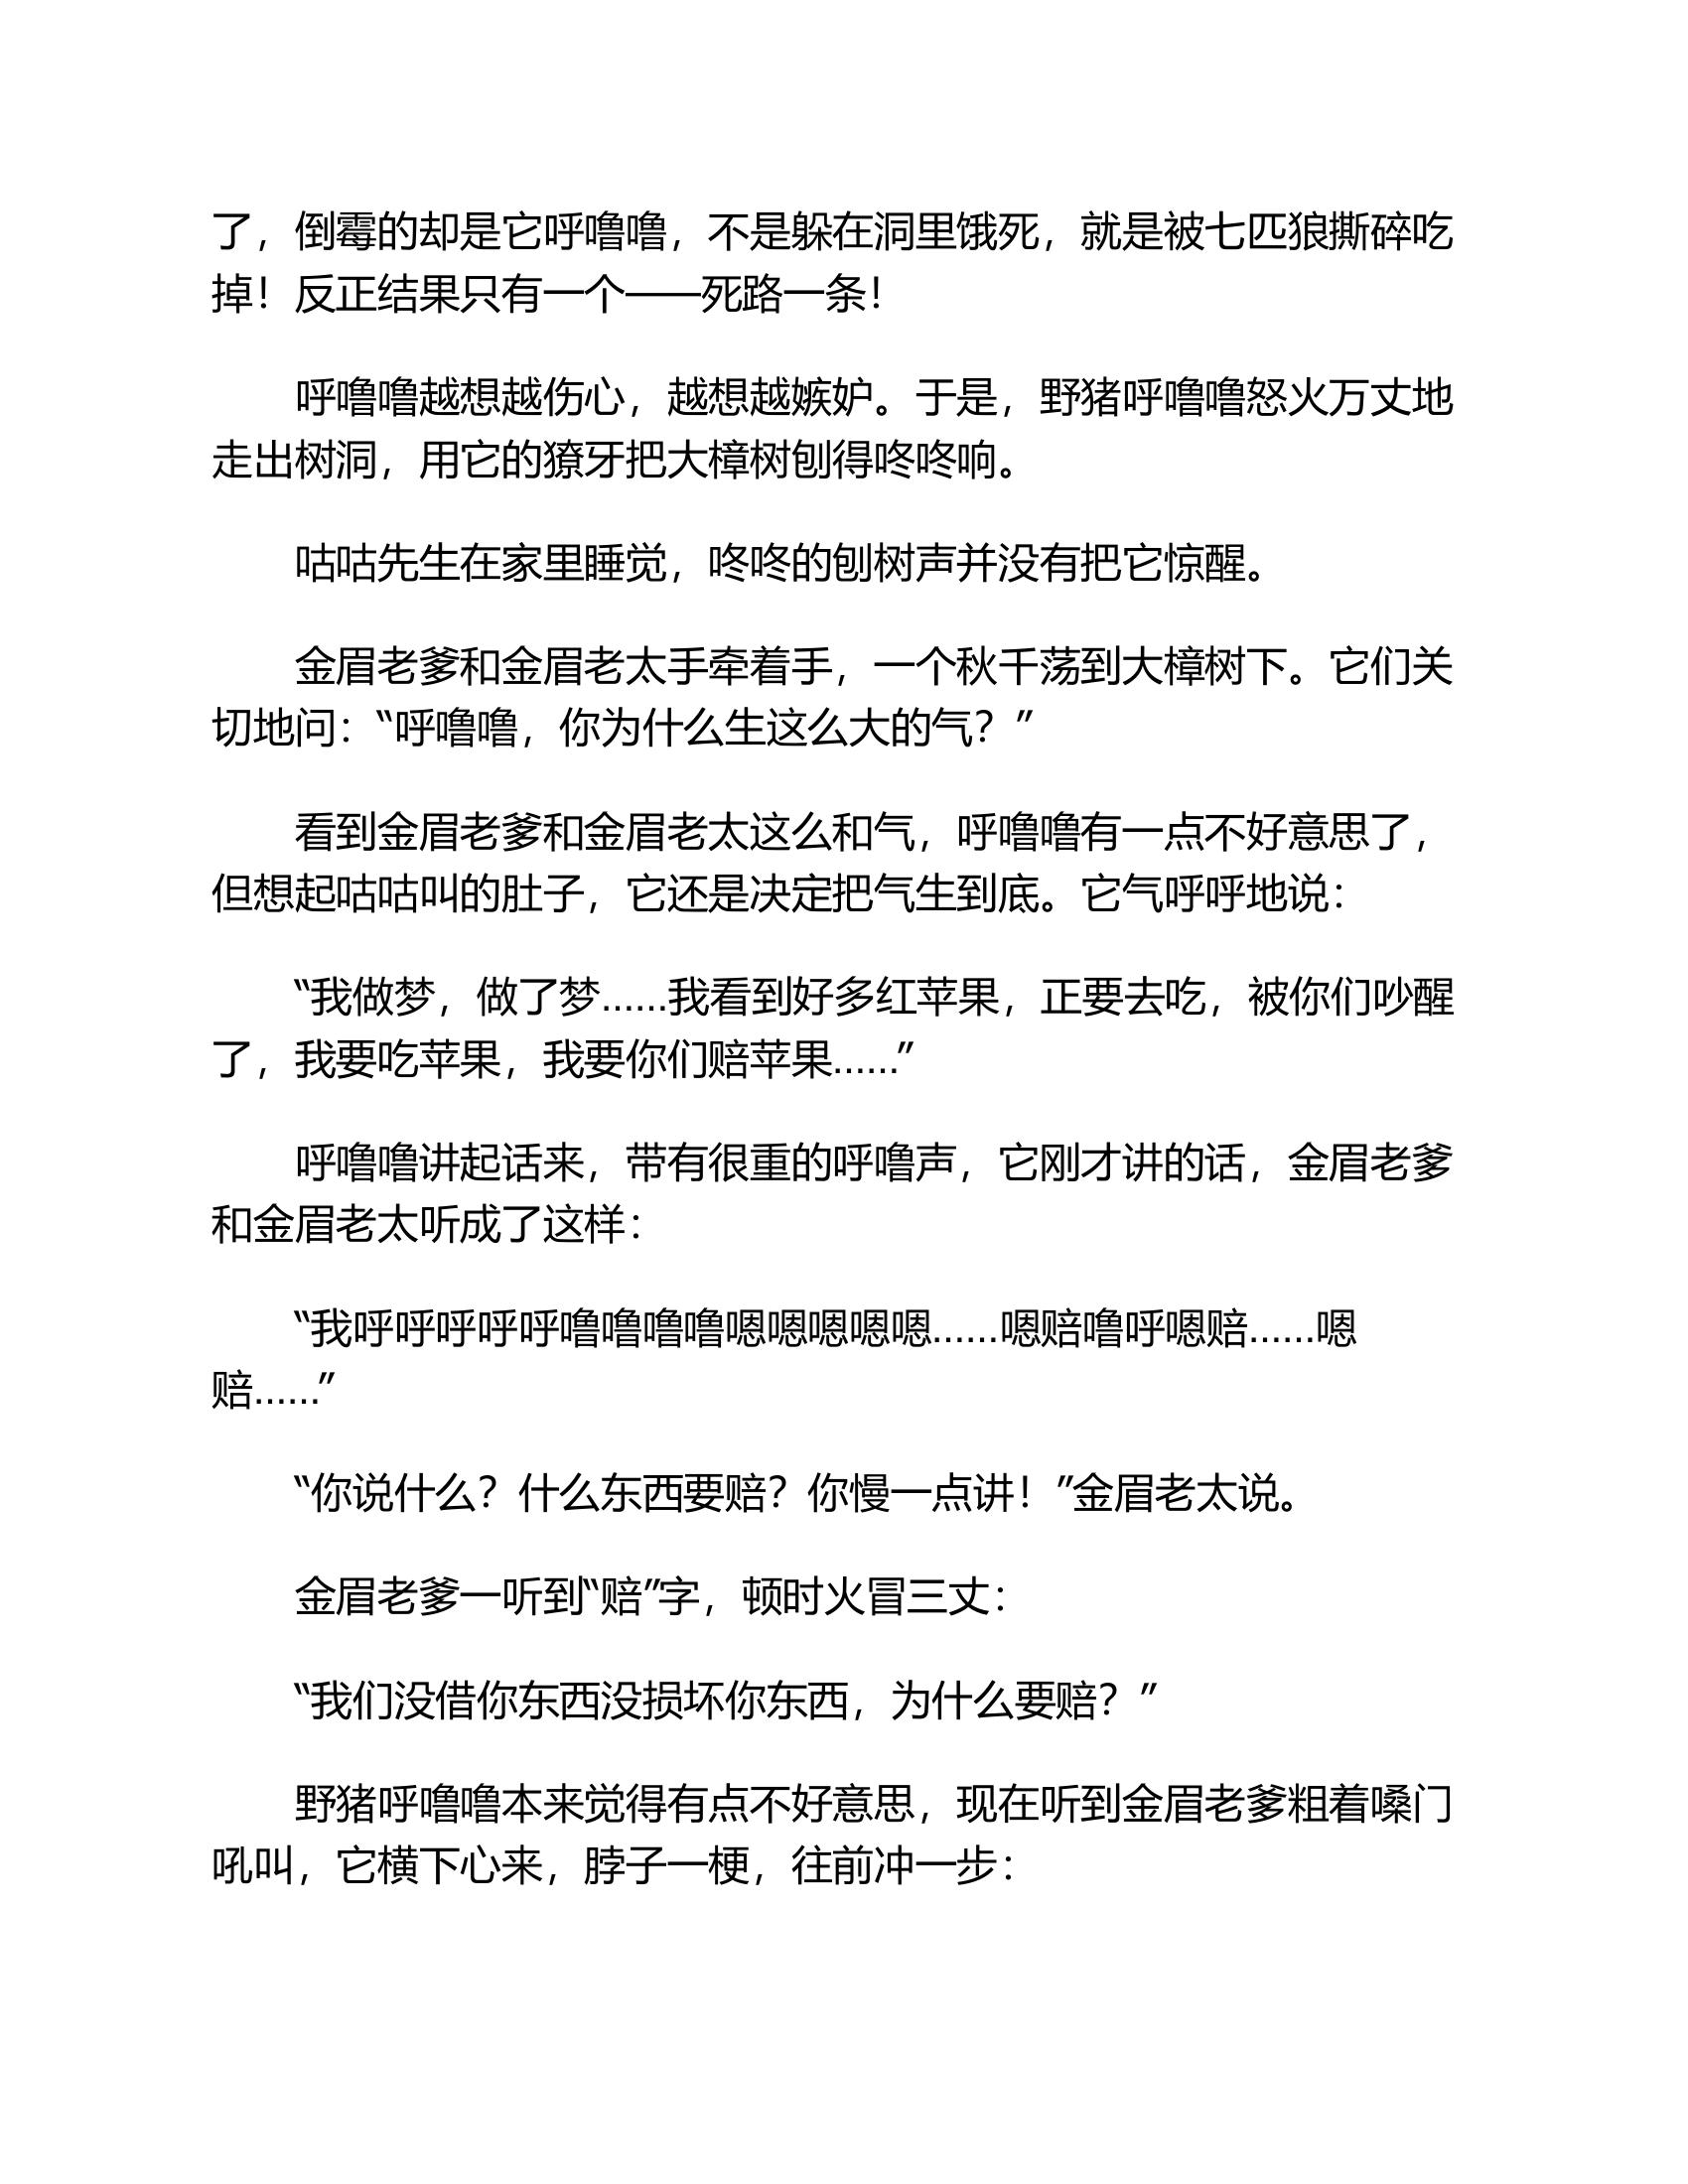 了，倒霉的却是它呼噜噜，不是躲在洞里饿死，就是被七匹狼撕碎吃
掉！反正结果只有一个——死路一条！
呼噜噜越想越伤心，越想越嫉妒。于是，野猪呼噜噜怒火万丈地
走出树洞，用它的獠牙把大樟树刨得咚咚响。
咕咕先生在家里睡觉，咚咚的刨树声并没有把它惊醒。
金眉老爹和金眉老太手牵着手，一个秋千荡到大樟树下。它们关
切地问：“呼噜噜，你为什么生这么大的气？”
看到金眉老爹和金眉老太这么和气，呼噜噜有一点不好意思了，
但想起咕咕叫的肚子，它还是决定把气生到底。它气呼呼地说：
“我做梦，做了梦……我看到好多红苹果，正要去吃，被你们吵醒
了，我要吃苹果，我要你们赔苹果……”
呼噜噜讲起话来，带有很重的呼噜声，它刚才讲的话，金眉老爹
和金眉老太听成了这样：
“我呼呼呼呼呼噜噜噜噜嗯嗯嗯嗯嗯……嗯赔噜呼嗯赔……嗯
赔……”
“你说什么？什么东西要赔？你慢一点讲！”金眉老太说。
金眉老爹一听到“赔”字，顿时火冒三丈：
“我们没借你东西没损坏你东西，为什么要赔？”
野猪呼噜噜本来觉得有点不好意思，现在听到金眉老爹粗着嗓门
吼叫，它横下心来，脖子一梗，往前冲一步：